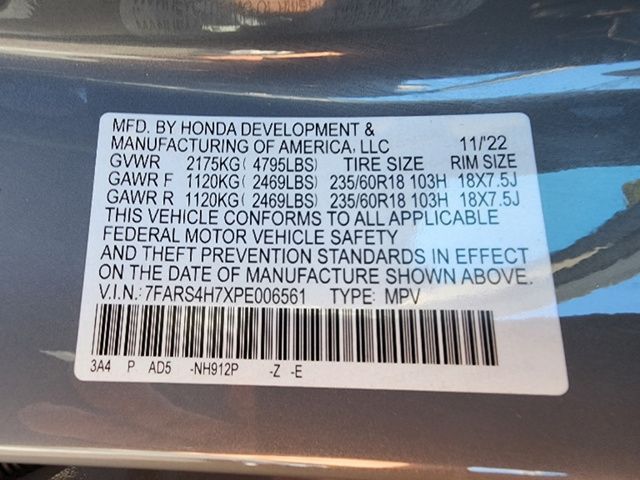 MFD. BY HONDA DEVELOPMENT &
MANUFACTURING OF AMERICA, LLC 11/'22
GVWR 2175KG( 4795LBS) TIRE SIZE RIM SIZE
GAWR F 1120KG( 2469LBS) 235/60R18 103H 18X7.5J
GAWR R 1120KG( 2469LBS) 235/60R18 103H 18X7.5J
THIS VEHICLE CONFORMS TO ALL APPLICABLE
FEDERAL MOTOR VEHICLE SAFETY
AND THEFT PREVENTION STANDARDS IN EFFECT
ON THE DATE OF MANUFACTURE SHOWN ABOVE.
V.I.N.:7FARS4H7XPE006561 TYPE: MPV
3A4 P AD5 -NH912P -Z -E